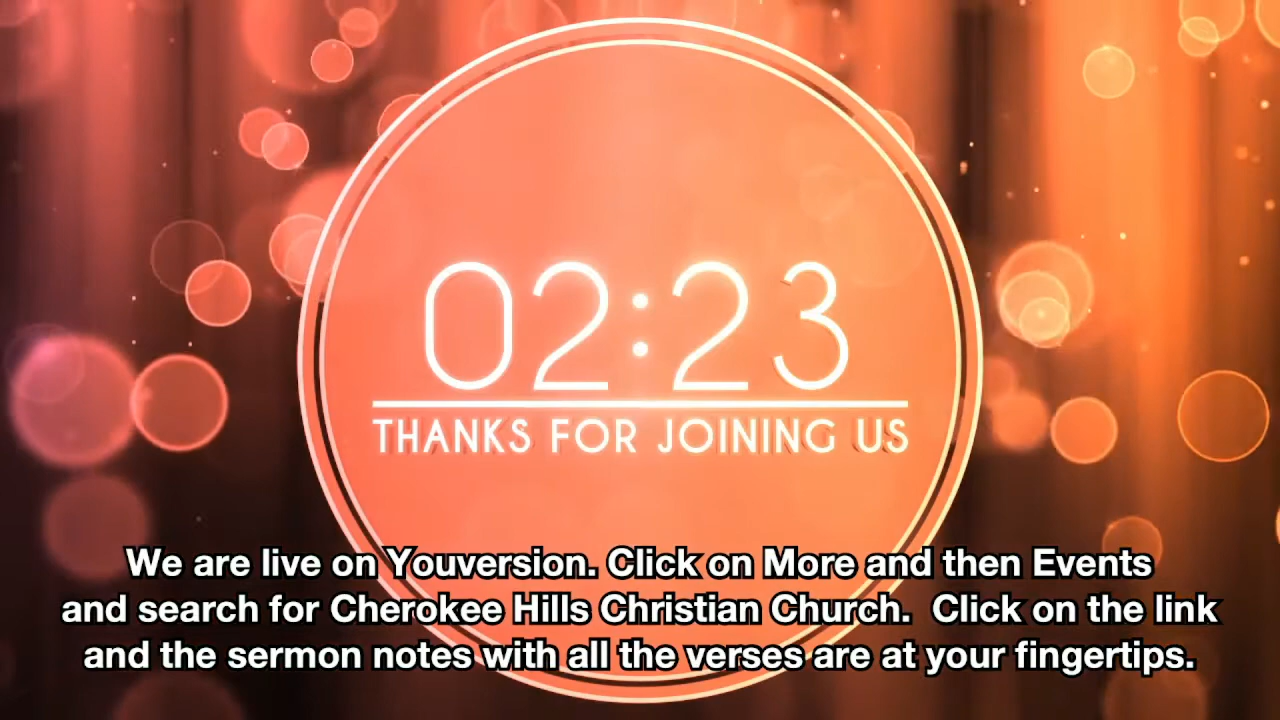 02:23
THANKS FOR JOINING US
We are live on Youversion. Click on More and then Events
and search for Cherokee Hills Christian Church.  Click on the link
and the sermon notes with all the verses are at your fingertips.